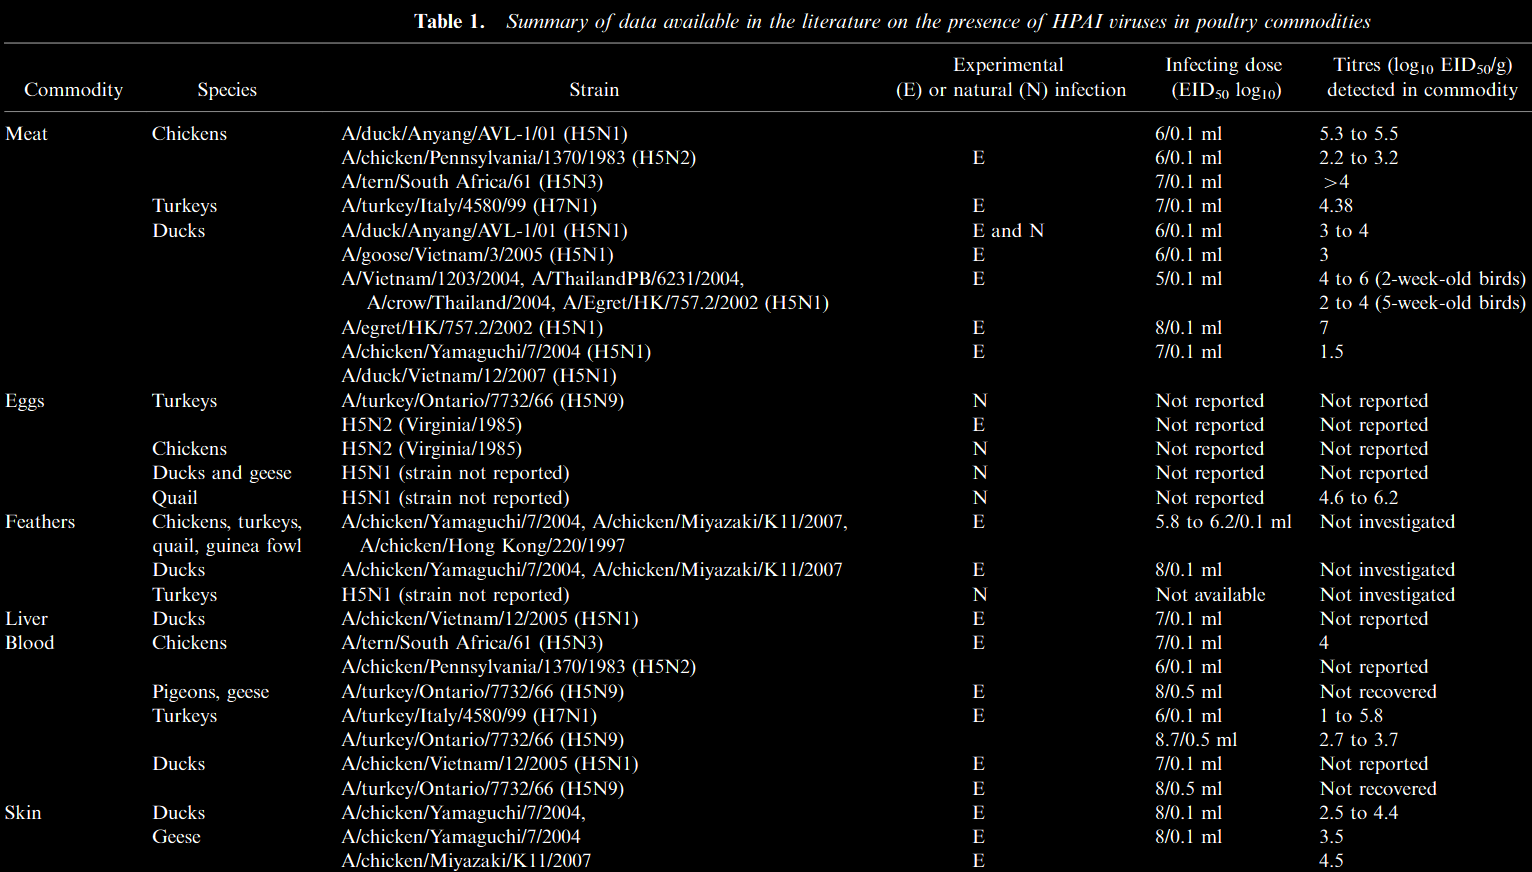 Table 1. Summary of data available in the literature on the presence of HPAI viruses in poultry commodities
Commodity Species Strain Experimental (E) or natural (N) infection Infecting dose (EID50 log10) Titres (log10 EID50/g) detected in commodity
Meat Chickens A/duck/Anyang/AVL-1/01 (H5N1) 6/0.1 ml 5.3 to 5.5
A/chicken/Pennsylvania/1370/1983 (H5N2) E 6/0.1 ml 2.2 to 3.2
A/tern/South Africa/61 (H5N3) 7/0.1 ml >4
Turkeys A/turkey/Italy/4580/99 (H7N1) E 7/0.1 ml 4.38
Ducks A/duck/Anyang/AVL-1/01 (H5N1) E and N 6/0.1 ml 3 to 4
A/goose/Vietnam/3/2005 (H5N1) E 6/0.1 ml 3
A/Vietnam/1203/2004, A/ThailandPB/6231/2004, E 5/0.1 ml 4 to 6 (2-week-old birds)
A/crow/Thailand/2004, A/Egret/HK/757.2/2002 (H5N1) 2 to 4 (5-week-old birds)
A/egret/HK/757.2/2002 (H5N1) E 8/0.1 ml 7
A/chicken/Yamaguchi/7/2004 (H5N1) E 7/0.1 ml 1.5
A/duck/Vietnam/12/2007 (H5N1)
Eggs Turkeys A/turkey/Ontario/7732/66 (H5N9) N Not reported Not reported
H5N2 (Virginia/1985) E Not reported Not reported
Chickens H5N2 (Virginia/1985) N Not reported Not reported
Ducks and geese H5N1 (strain not reported) N Not reported Not reported
Quail H5N1 (strain not reported) N Not reported 4.6 to 6.2
Feathers Chickens, turkeys, A/chicken/Yamaguchi/7/2004, A/chicken/Miyazaki/K11/2007, E 5.8 to 6.2/0.1 ml Not investigated
quail, guinea fowl A/chicken/Hong Kong/220/1997
Ducks A/chicken/Yamaguchi/7/2004, A/chicken/Miyazaki/K11/2007 E 8/0.1 ml Not investigated
Turkeys H5N1 (strain not reported) N Not available Not investigated
Liver Ducks A/chicken/Vietnam/12/2005 (H5N1) E 7/0.1 ml Not reported
Blood Chickens A/tern/South Africa/61 (H5N3) E 7/0.1 ml 4
A/chicken/Pennsylvania/1370/1983 (H5N2) 6/0.1 ml Not reported
Pigeons, geese A/turkey/Ontario/7732/66 (H5N9) E 8/0.5 ml Not recovered
Turkeys A/turkey/Italy/4580/99 (H7N1) E 6/0.1 ml 1 to 5.8
A/turkey/Ontario/7732/66 (H5N9) 8.7/0.5 ml 2.7 to 3.7
Ducks A/chicken/Vietnam/12/2005 (H5N1) E 7/0.1 ml Not reported
A/turkey/Ontario/7732/66 (H5N9) E 8/0.5 ml Not recovered
Skin Ducks A/chicken/Yamaguchi/7/2004, E 8/0.1 ml 2.5 to 4.4
Geese A/chicken/Yamaguchi/7/2004 E 8/0.1 ml 3.5
A/chicken/Miyazaki/K11/2007 E 4.5